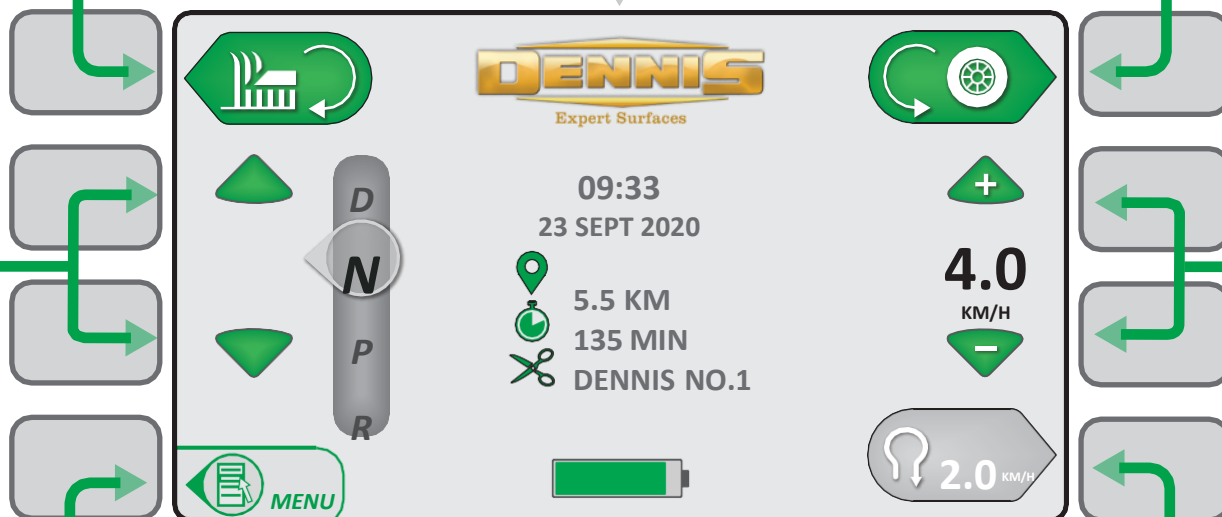 DENNIS
Expert Surfaces
09:33
23 SEPT 2020
D
N
P
R
5.5 KM
135 MIN
DENNIS NO.1
4.0
KM/H
MENU
2.0 KM/H